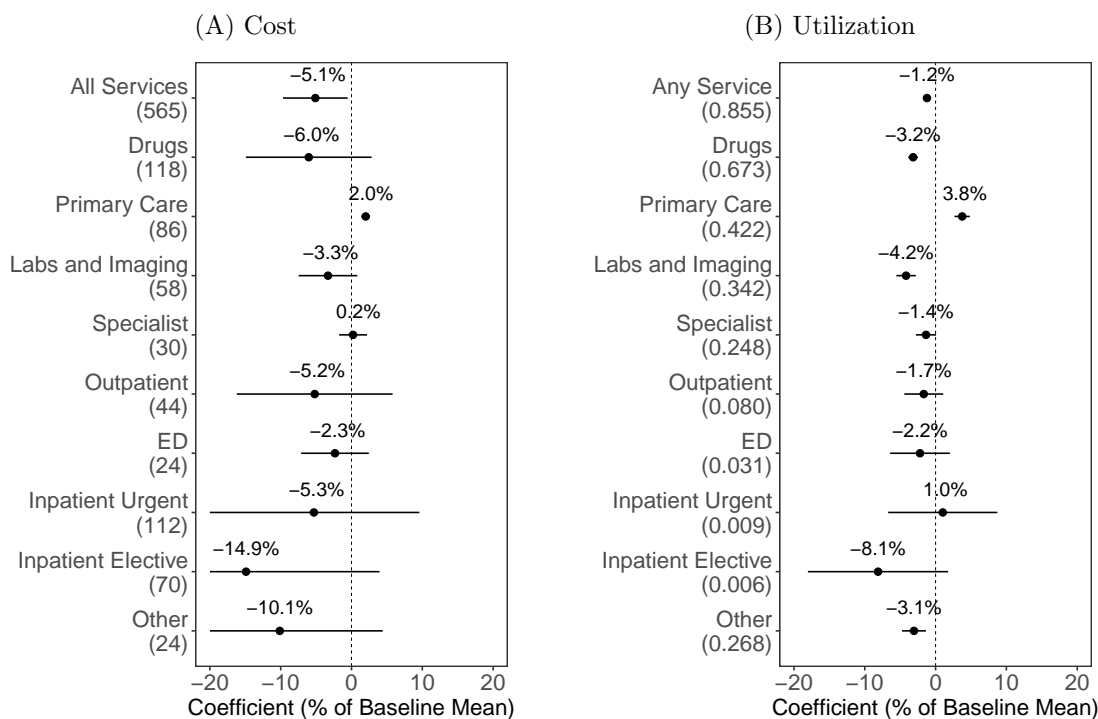 (A) Cost
All Services
(565)
−5.1%
Drugs
(118)
−6.0%
Primary Care
(86)
2.0%
Labs and Imaging
(58)
−3.3%
Specialist
(30)
0.2%
Outpatient
(44)
−5.2%
ED
(24)
−2.3%
Inpatient Urgent
(112)
−5.3%
Inpatient Elective
(70)
−14.9%
Other
(24)
−10.1%
−20 −10 0 10 20
Coefficient (% of Baseline Mean)
(B) Utilization
Any Service
(0.855)
−1.2%
Drugs
(0.673)
−3.2%
Primary Care
(0.422)
3.8%
Labs and Imaging
(0.342)
−4.2%
Specialist
(0.248)
−1.4%
Outpatient
(0.080)
−1.7%
ED
(0.031)
−2.2%
Inpatient Urgent
(0.009)
1.0%
Inpatient Elective
(0.006)
−8.1%
Other
(0.268)
−3.1%
−20 −10 0 10 20
Coefficient (% of Baseline Mean)